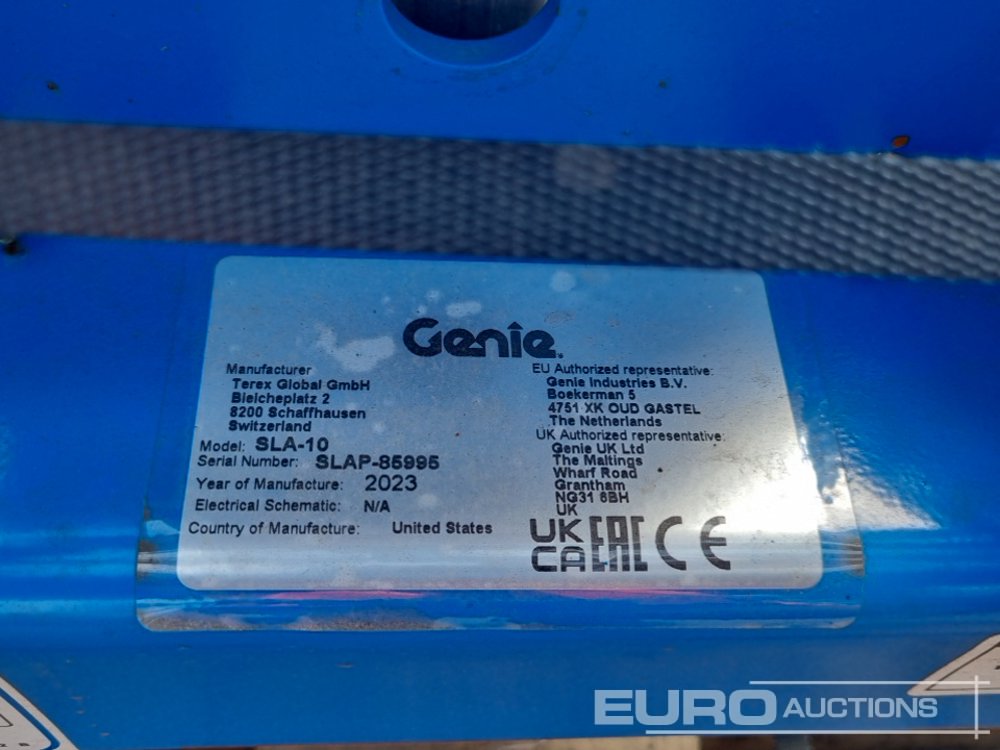 Genie
Manufacturer
Terex Global GmbH
Bleicheplatz 2
8200 Schaffhausen
Switzerland
Model: SLA-10
Serial Number: SLAP-85995
Year of Manufacture: 2023
Electrical Schematic: N/A
Country of Manufacture: United States
EU Authorized representative:
Genie Industries B.V.
Boekerman 5
4751 XK OUD GASTEL
The Netherlands
UK Authorized representative:
Genie UK Ltd
The Maltings
Wharf Road
Grantham
NG31 6BH
UK
UK
CA EAC CE
EURO AUCTIONS